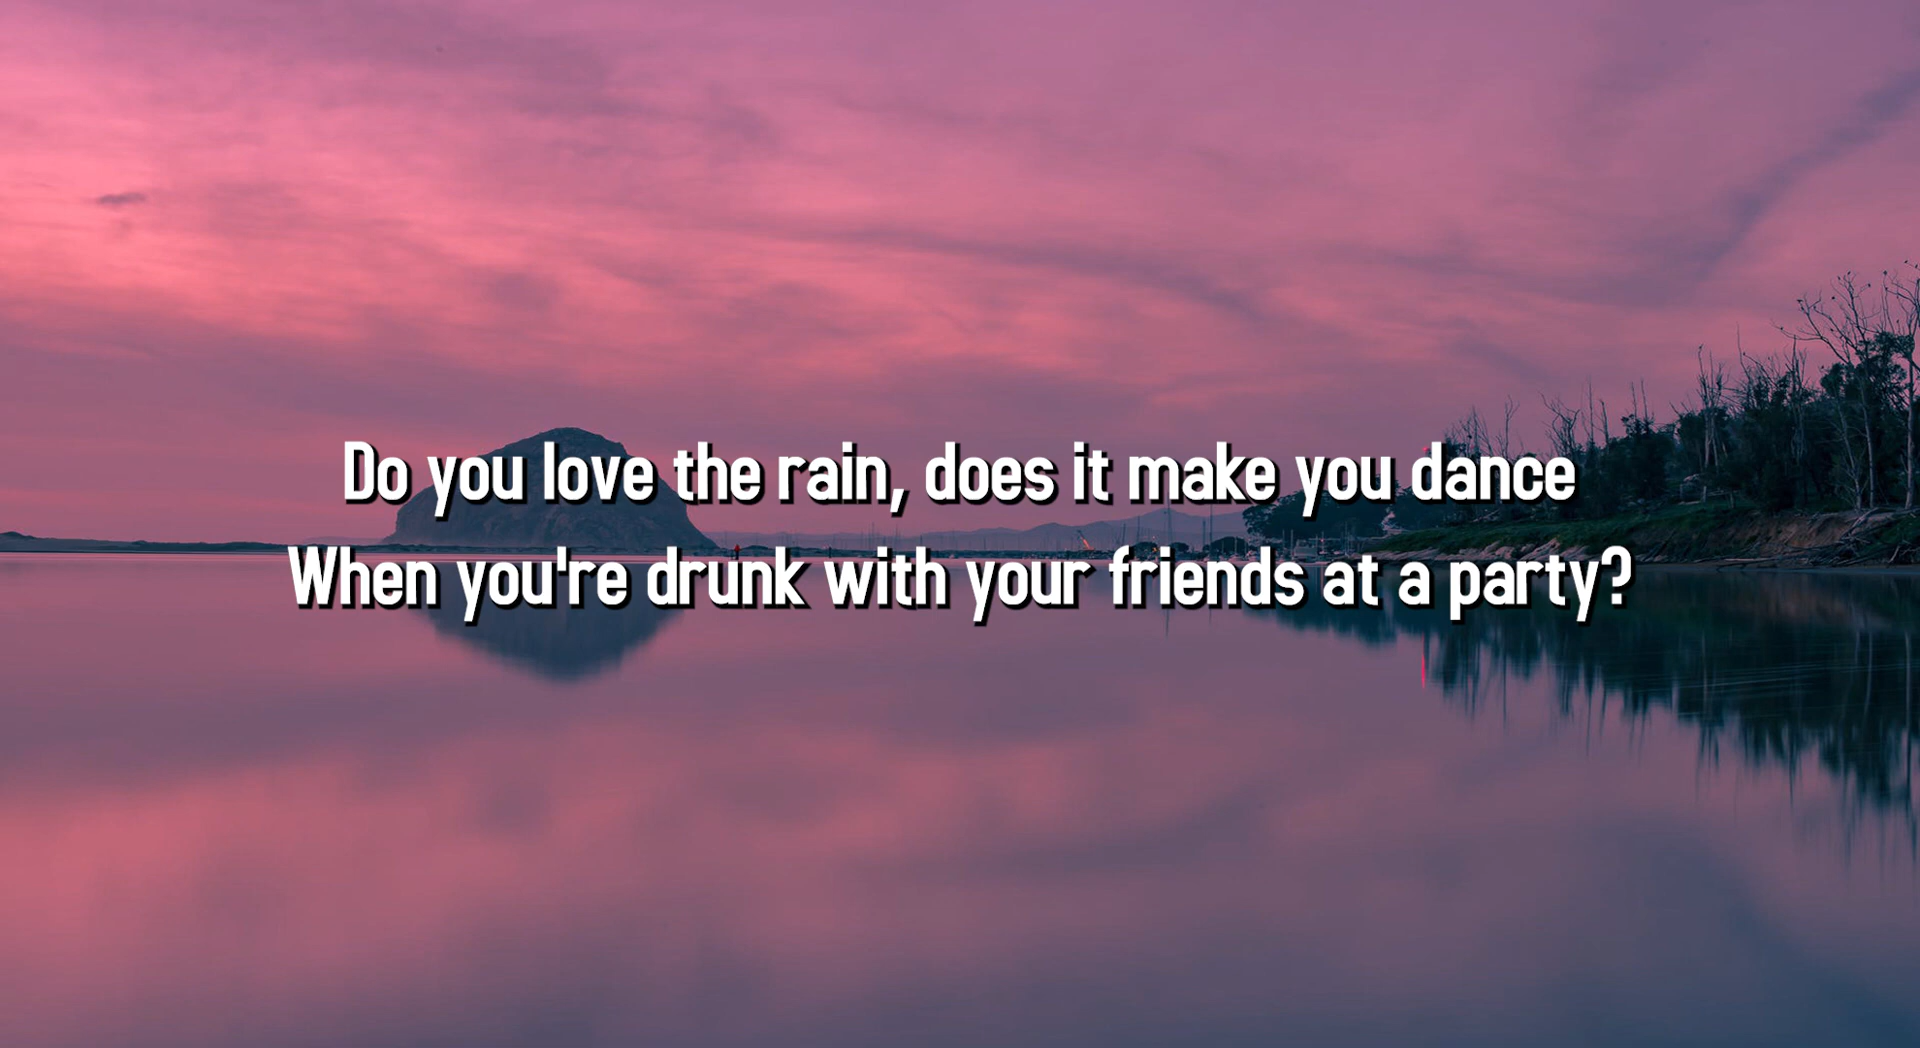 Do you love the rain, does it make you dance
When you're drunk with your friends at a party?